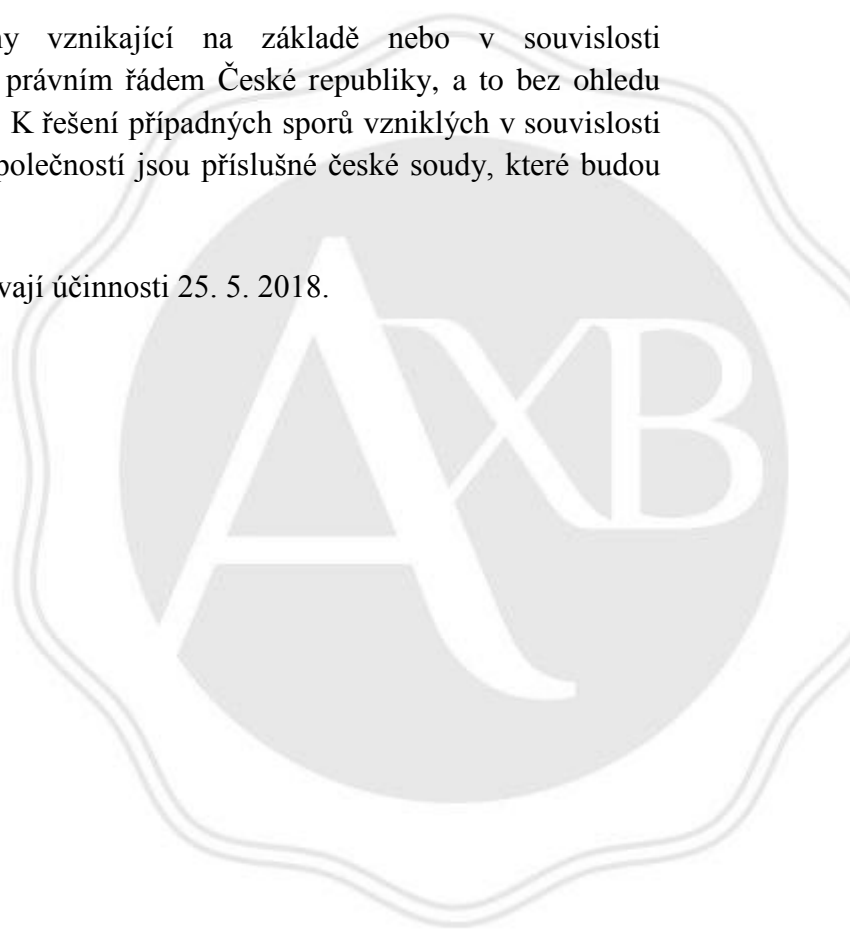 ny vznikající na základě nebo v souvislosti
právním řádem České republiky, a to bez ohledu
. K řešení případných sporů vzniklých v souvislosti
společností jsou příslušné české soudy, které budou
vají účinnosti 25. 5. 2018.
AXB